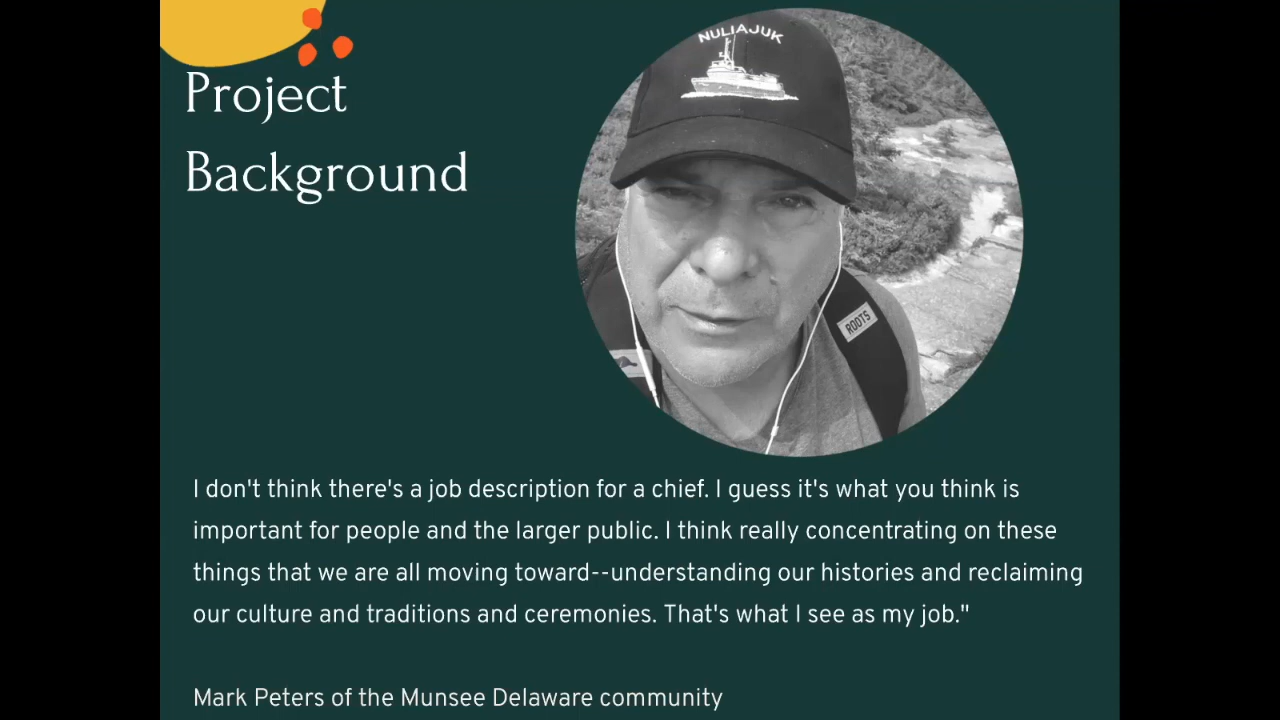 Project
Background
NULIAJUK
ROOTS
I don't think there's a job description for a chief. I guess it's what you think is
important for people and the larger public. I think really concentrating on these
things that we are all moving toward--understanding our histories and reclaiming
our culture and traditions and ceremonies. That's what I see as my job."
Mark Peters of the Munsee Delaware community